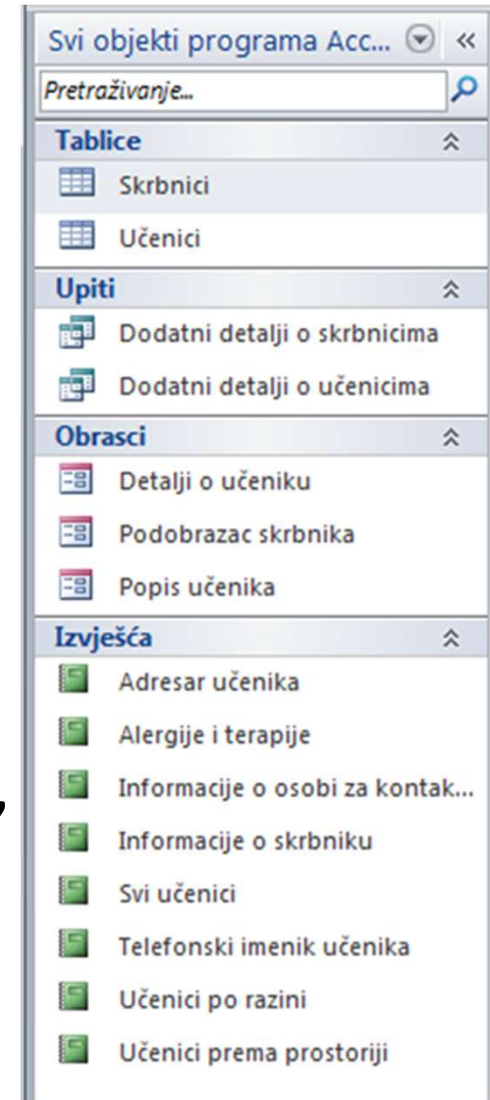 Svi objekti programa Acc...
Pretraživanje...
Tablice
Skrbnici
Učenici
Upiti
Dodatni detalji o skrbnicima
Dodatni detalji o učenicima
Obrasci
Detalji o učeniku
Podobrazac skrbnika
Popis učenika
Izvješća
Adresar učenika
Alergije i terapije
Informacije o osobi za kontak...
,
Informacije o skrbniku
Svi učenici
Telefonski imenik učenika
Učenici po razini
Učenici prema prostoriji